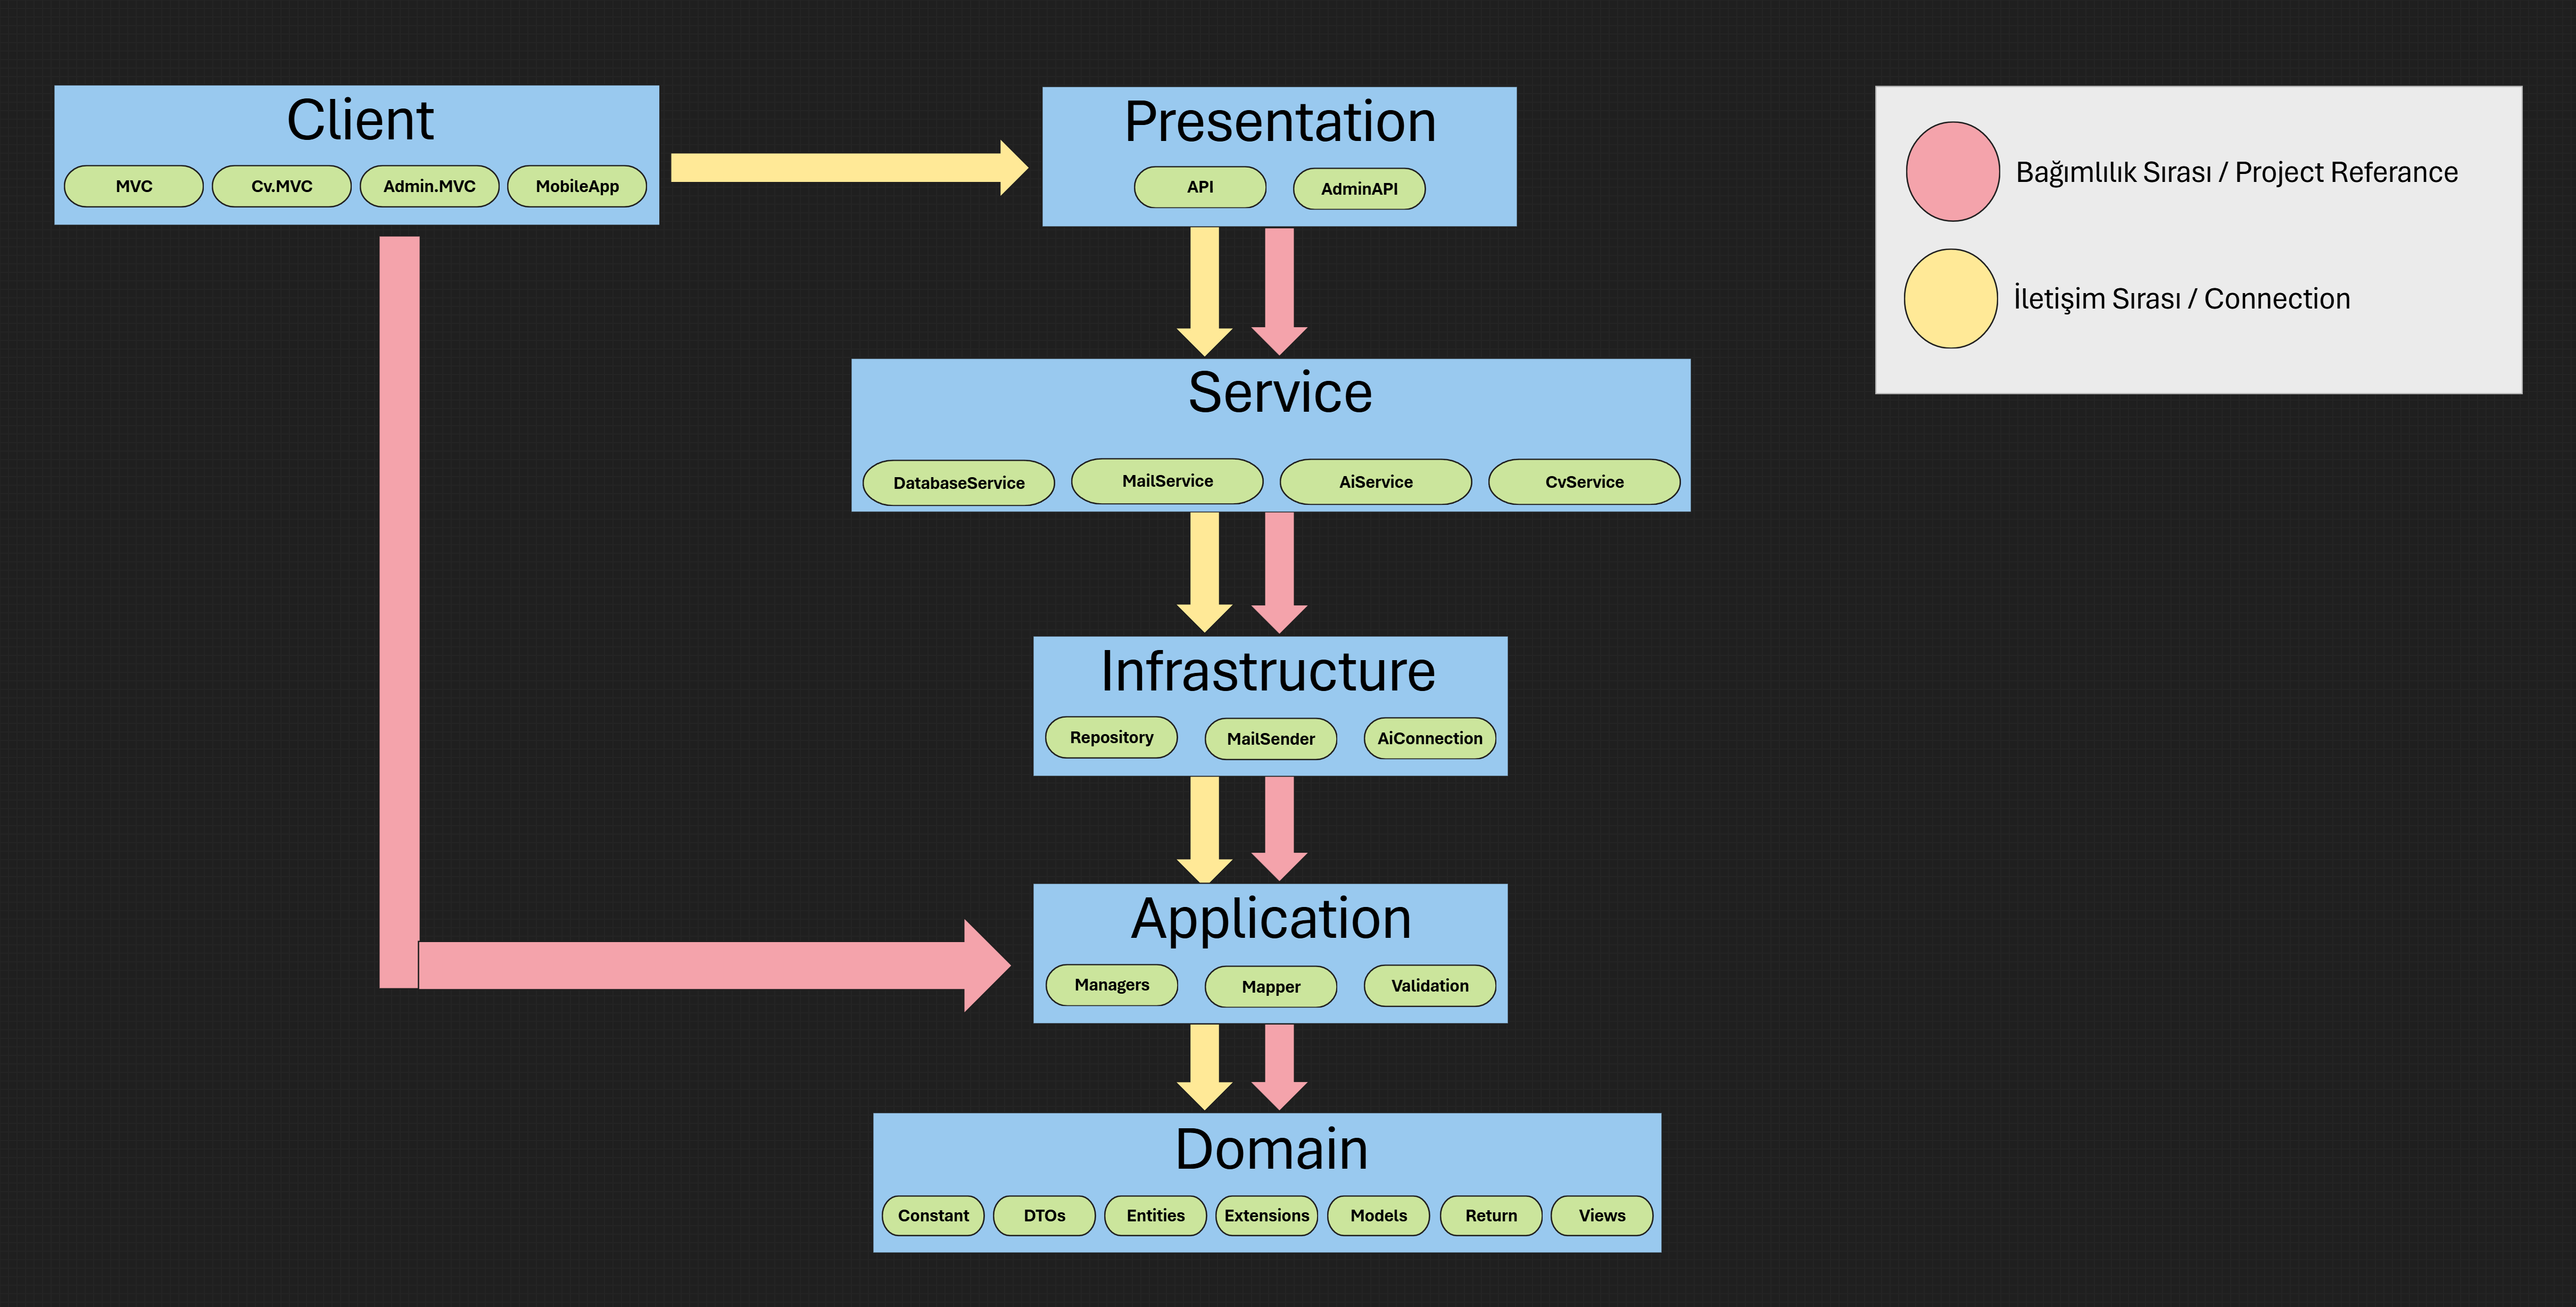 Client
MVC
Cv.MVC
Admin.MVC
MobileApp
Presentation
API
AdminAPI
Bağımlılık Sırası / Project Referance
İletişim Sırası / Connection
Service
DatabaseService
MailService
AiService
CvService
Infrastructure
Repository
MailSender
AiConnection
Application
Managers
Mapper
Validation
Domain
Constant
DTOs
Entities
Extensions
Models
Return
Views